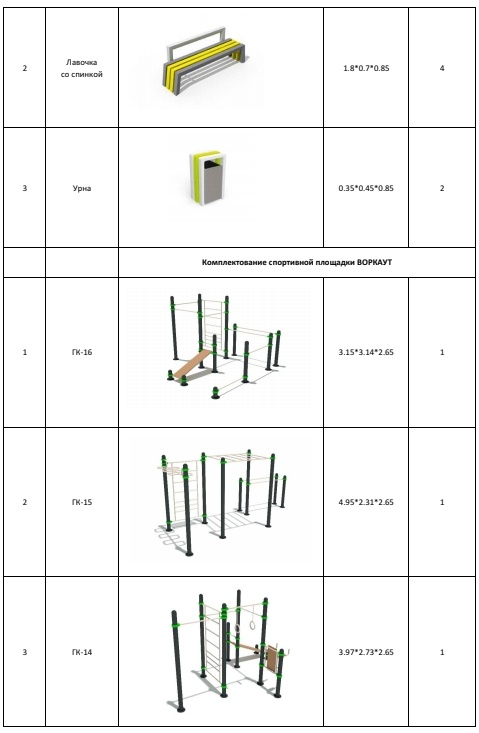 2
Лавочка
со спинкой
1.8*0.7*0.85
4
3
Урна
0.35*0.45*0.85
2
Комплектование спортивной площадки ВОРКАУТ
1
ГК-16
3.15*3.14*2.65
1
2
ГК-15
4.95*2.31*2.65
1
3
ГК-14
3.97*2.73*2.65
1